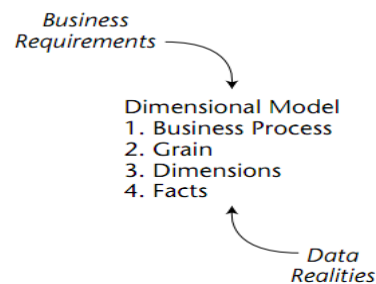 Business
Requirements
Dimensional Model
1. Business Process
2. Grain
3. Dimensions
4. Facts
Data
Realities